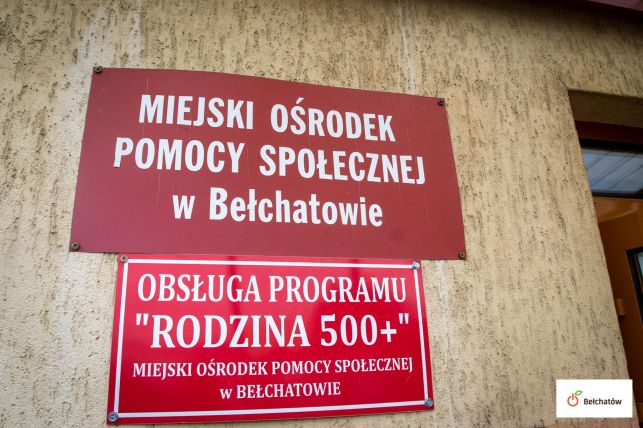 MIEJSKI OŚRODEK
POMOCY SPOŁECZNEJ
w Bełchatowie
OBSŁUGA PROGRAMU
"RODZINA 500+"
MIEJSKI OŚRODEK POMOCY SPOŁECZNEJ
w BEŁCHATOWIE
Bełchatów